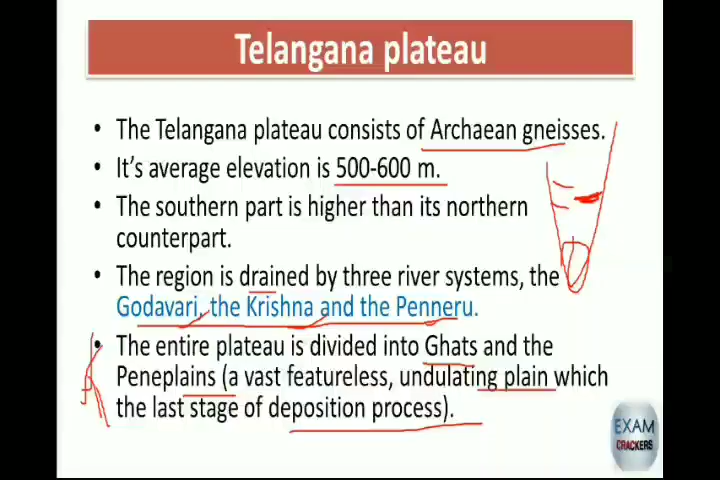 Telangana plateau
• The Telangana plateau consists of Archaean gneisses.
• It's average elevation is 500-600 m.
• The southern part is higher than its northern
counterpart.
• The region is drained by three river systems, the
Godavari, the Krishna and the Penneru.
• The entire plateau is divided into Ghats and the
Peneplains (a vast featureless, undulating plain which
the last stage of deposition process).
EXAM
CRACKERS